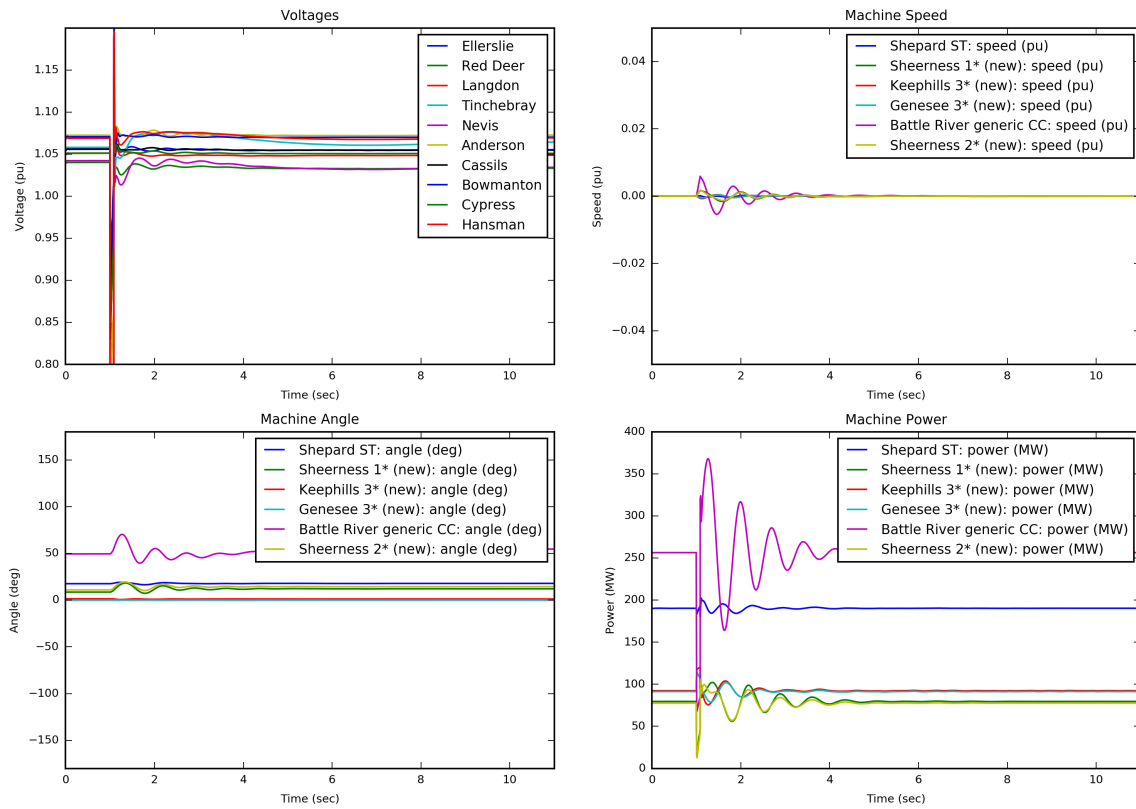 Voltages
1.15
1.10
1.05
1.00
0.95
0.90
0.85
0.80
Voltage (pu)
0
2
4
6
8
10
Time (sec)
Ellerslie
Red Deer
Langdon
Tinchebray
Nevis
Anderson
Cassils
Bowmanton
Cypress
Hansman
Machine Speed
0.04
0.02
0.00
−0.02
−0.04
Speed (pu)
0
2
4
6
8
10
Time (sec)
Shepard ST: speed (pu)
Sheerness 1* (new): speed (pu)
Keephills 3* (new): speed (pu)
Genesee 3* (new): speed (pu)
Battle River generic CC: speed (pu)
Sheerness 2* (new): speed (pu)
Machine Angle
150
100
50
0
−50
−100
−150
Angle (deg)
0
2
4
6
8
10
Time (sec)
Shepard ST: angle (deg)
Sheerness 1* (new): angle (deg)
Keephills 3* (new): angle (deg)
Genesee 3* (new): angle (deg)
Battle River generic CC: angle (deg)
Sheerness 2* (new): angle (deg)
Machine Power
400
350
300
250
200
150
100
50
0
Power (MW)
0
2
4
6
8
10
Time (sec)
Shepard ST: power (MW)
Sheerness 1* (new): power (MW)
Keephills 3* (new): power (MW)
Genesee 3* (new): power (MW)
Battle River generic CC: power (MW)
Sheerness 2* (new): power (MW)